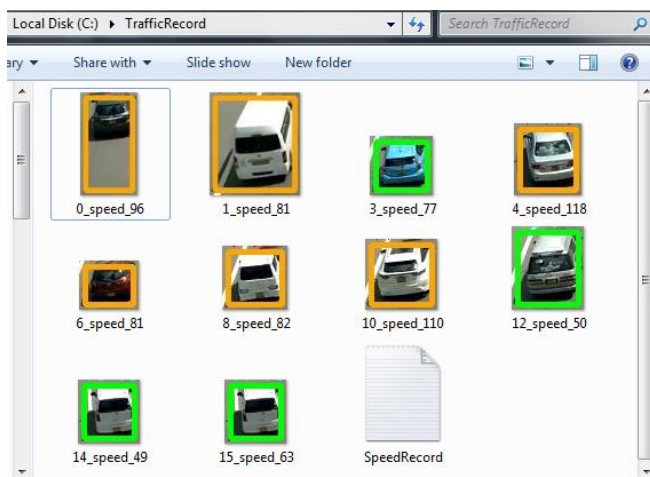 Local Disk (C:) TrafficRecord Search TrafficRecord
ary Share with Slide show New folder
0_speed_96 1_speed_81 3_speed_77 4_speed_118
6_speed_81 8_speed_82 10_speed_110 12_speed_50
14_speed_49 15_speed_63 SpeedRecord